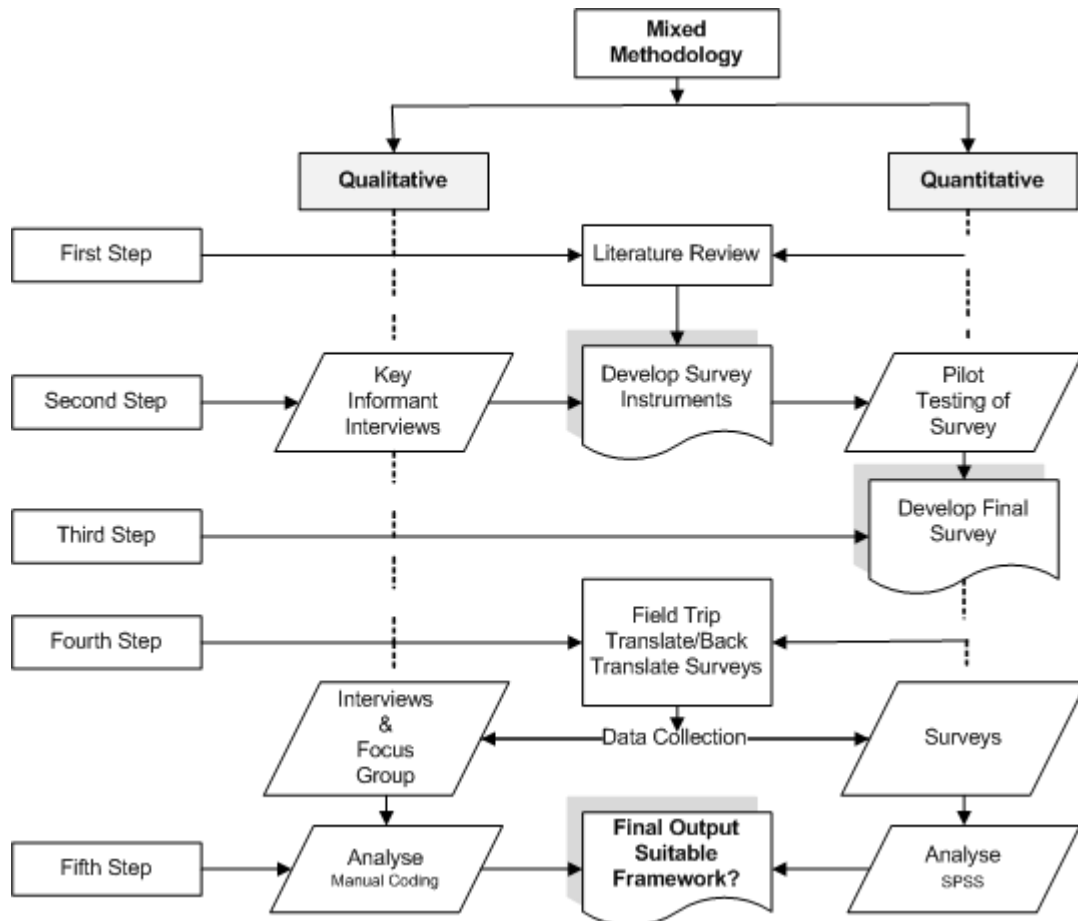 Mixed
Methodology
Qualitative
Quantitative
First Step
Literature Review
Second Step
Key
Informant
Interviews
Develop Survey
Instruments
Pilot
Testing of
Survey
Third Step
Develop Final
Survey
Fourth Step
Field Trip
Translate/Back
Translate Surveys
Interviews
&
Focus
Group
Data Collection
Surveys
Fifth Step
Analyse
Manual Coding
Final Output
Suitable
Framework?
Analyse
SPSS